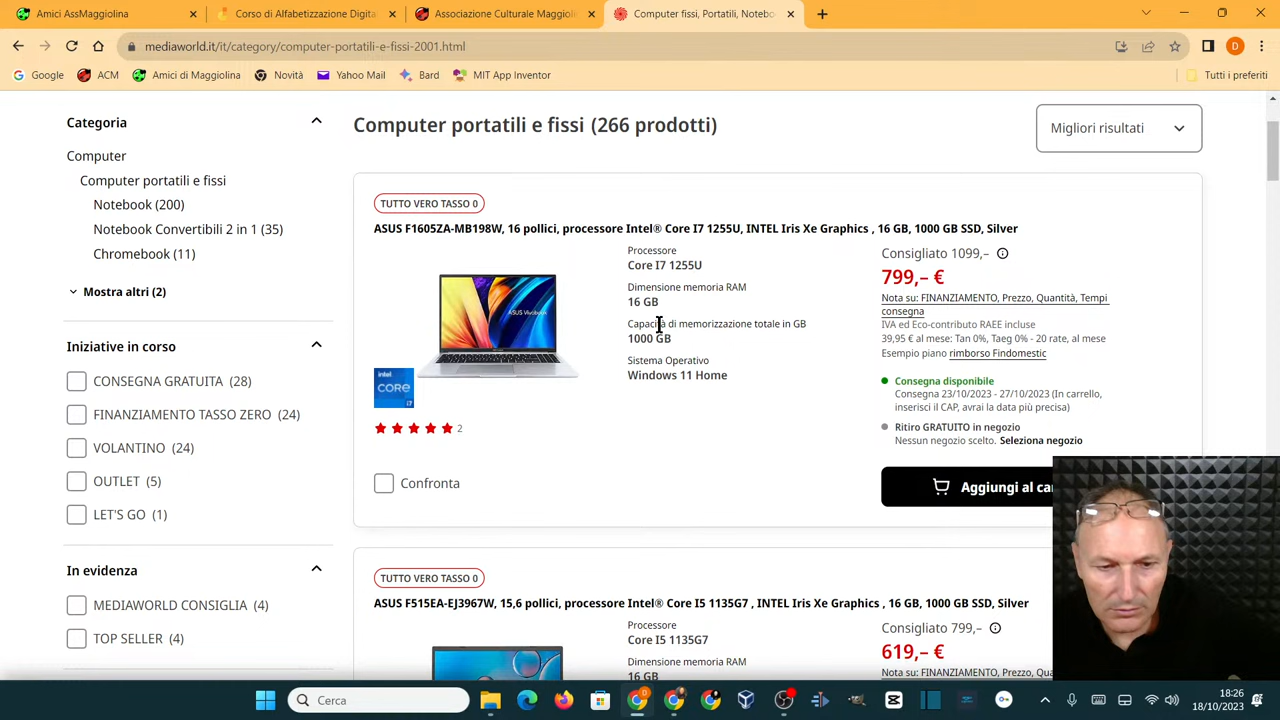 Amici AssMaggiolina
Corso di Alfabetizzazione Digita
Associazione Culturale Maggiol
Computer fissi, Portatili, Notebo
mediaworld.it/it/category/computer-portatili-e-fissi-2001.html
Google
ACM
Amici di Maggiolina
Novità
Yahoo Mail
Bard
MIT App Inventor
Tutti i preferiti
D
Categoria
Computer
Computer portatili e fissi
Notebook (200)
Notebook Convertibili 2 in 1 (35)
Chromebook (11)
Mostra altri (2)
Iniziative in corso
CONSEGNA GRATUITA (28)
FINANZIAMENTO TASSO ZERO (24)
VOLANTINO (24)
OUTLET (5)
LET'S GO (1)
In evidenza
MEDIAWORLD CONSIGLIA (4)
TOP SELLER (4)
Computer portatili e fissi (266 prodotti)
Migliori risultati
TUTTO VERO TASSO 0
ASUS F1605ZA-MB198W, 16 pollici, processore Intel® Core I7 1255U, INTEL Iris Xe Graphics , 16 GB, 1000 GB SSD, Silver
ASUS Vivobook
intel
CORE
i7
2
Confronta
Processore
Core I7 1255U
Dimensione memoria RAM
16 GB
Capacità di memorizzazione totale in GB
1000 GB
Sistema Operativo
Windows 11 Home
Consigliato 1099,–
799,– €
Nota su: FINANZIAMENTO, Prezzo, Quantità, Tempi
consegna
IVA ed Eco-contributo RAEE incluse
39,95 € al mese: Tan 0%, Taeg 0% - 20 rate, al mese
Esempio piano rimborso Findomestic
Consegna disponibile
Consegna 23/10/2023 - 27/10/2023 (In carrello,
inserisci il CAP, avrai la data più precisa)
Ritiro GRATUITO in negozio
Nessun negozio scelto. Seleziona negozio
Aggiungi al car
TUTTO VERO TASSO 0
ASUS F515EA-EJ3967W, 15,6 pollici, processore Intel® Core I5 1135G7 , INTEL Iris Xe Graphics , 16 GB, 1000 GB SSD, Silver
Processore
Core I5 1135G7
Dimensione memoria RAM
16 GB
Consigliato 799,–
619,– €
Nota su: FINANZIAMENTO, Prezzo, Qua
Cerca
18:26
18/10/2023